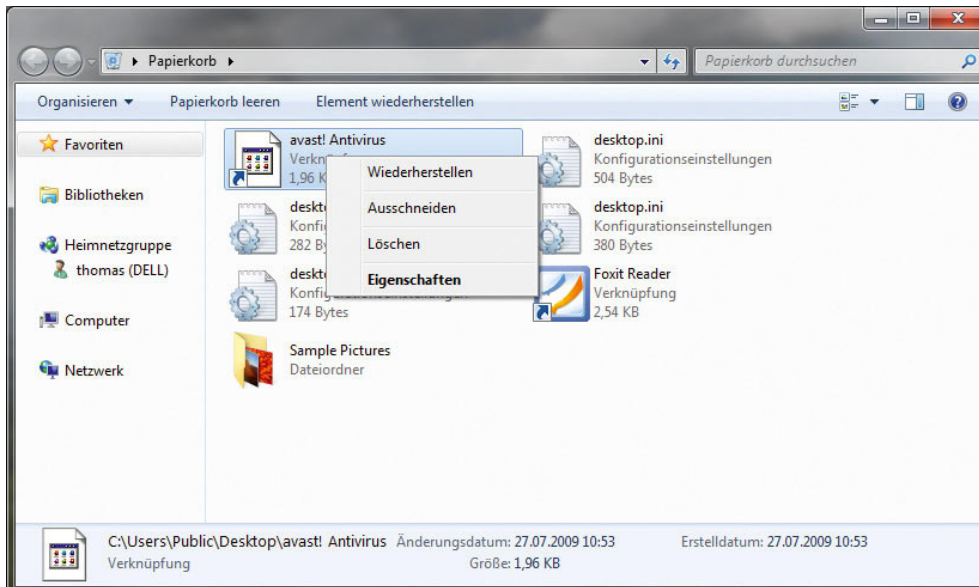 Papierkorb
Papierkorb durchsuchen
Organisieren
Papierkorb leeren
Element wiederherstellen
Favoriten
Bibliotheken
Heimnetzgruppe
thomas (DELL)
Computer
Netzwerk
avast! Antivirus
1,96 K
desktop.ini
Konfigurationseinstellungen
504 Bytes
Wiederherstellen
Ausschneiden
Löschen
Eigenschaften
282 By
desktop.ini
Konfigurationseinstellungen
380 Bytes
174 Bytes
Foxit Reader
Verknüpfung
2,54 KB
Sample Pictures
Dateiordner
C:\Users\Public\Desktop\avast! Antivirus Änderungsdatum: 27.07.2009 10:53 Erstelldatum: 27.07.2009 10:53
Verknüpfung Größe: 1,96 KB